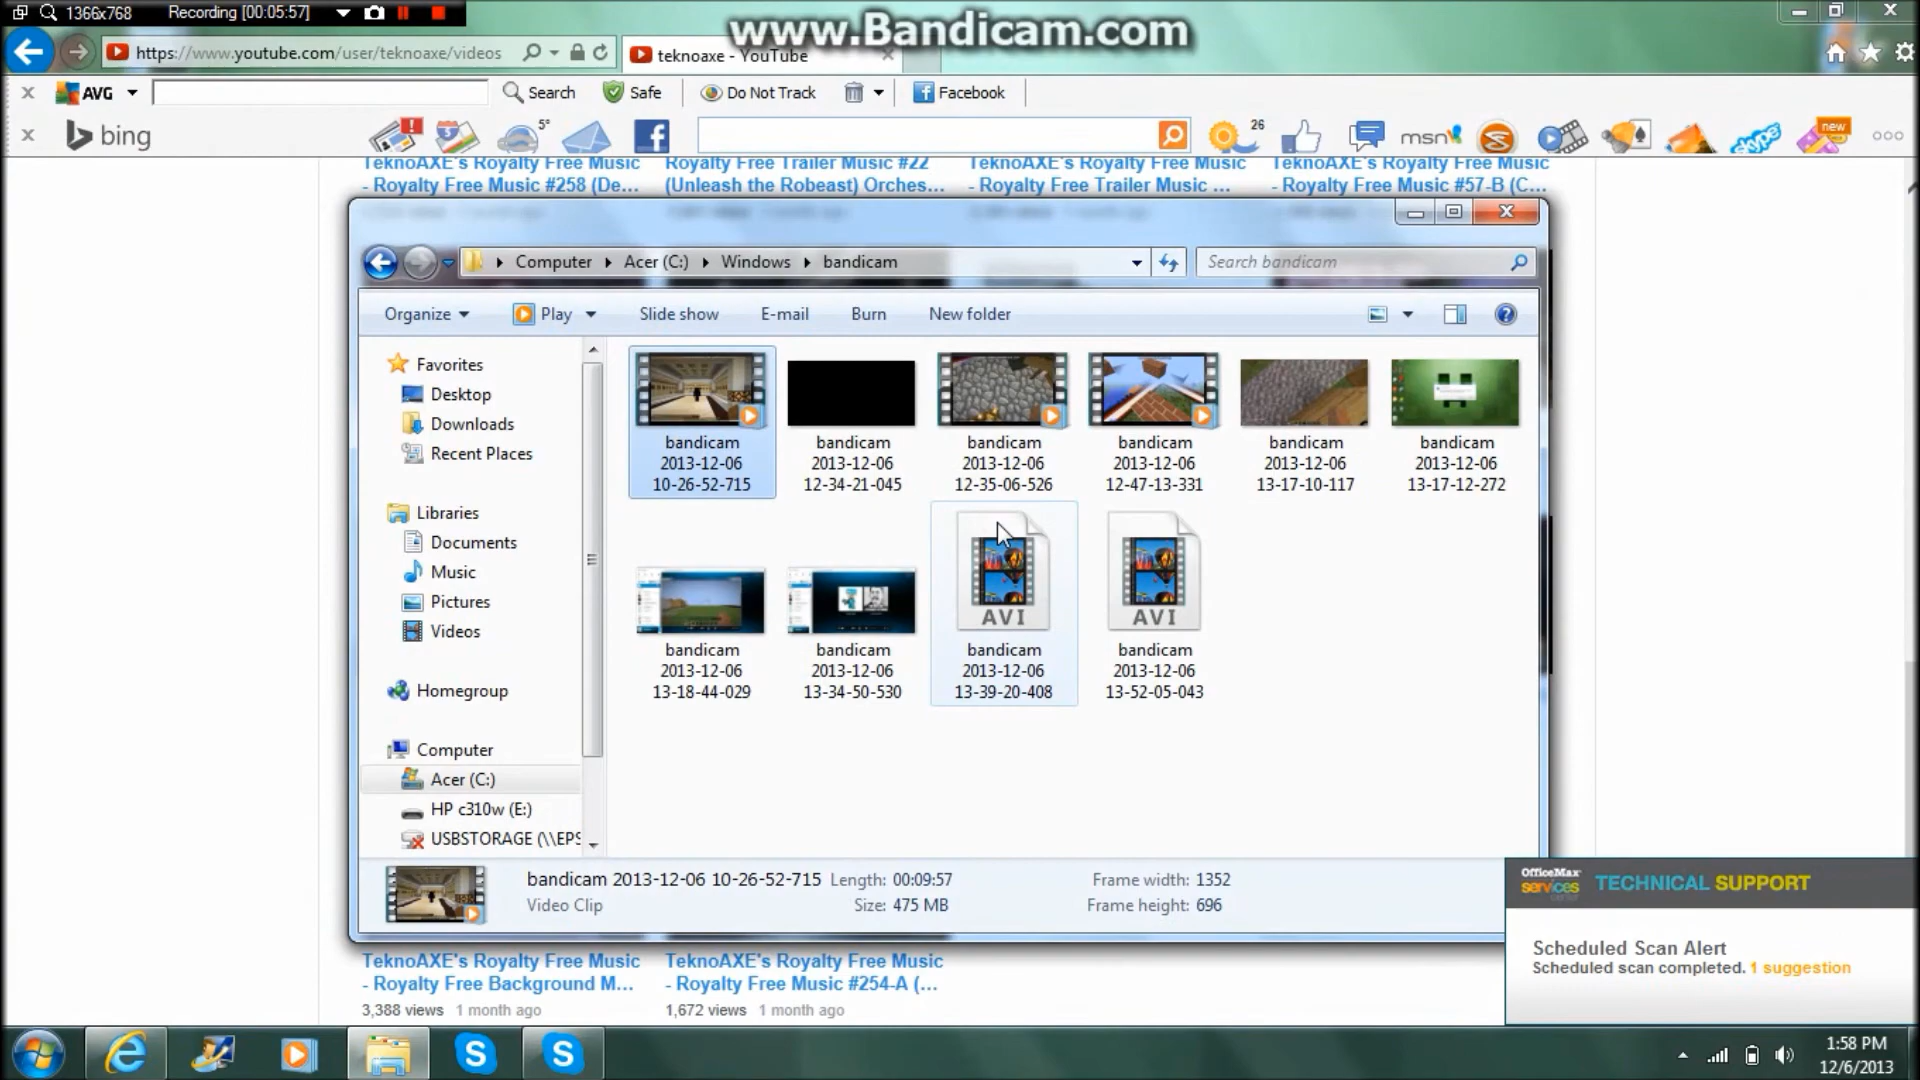 1366x768 Recording [00:05:57]
www.Bandicam.com
https://www.youtube.com/user/teknoaxe/videos
teknoaxe - YouTube
AVG Search Safe Do Not Track Facebook
bing 5° 26 msn skype new
TeknoAXE's Royalty Free Music Royalty Free Trailer Music #22 TeknoAXE's Royalty Free Music TeknoAXE's Royalty Free Music
- Royalty Free Music #258 (De... (Unleash the Robeast) Orches... - Royalty Free Trailer Music ... - Royalty Free Music #57-B (C...
Computer Acer (C:) Windows bandicam Search bandicam
Organize Play Slide show E-mail Burn New folder
Favorites
Desktop
Downloads
Recent Places
Libraries
Documents
Music
Pictures
Videos
Homegroup
Computer
Acer (C:)
HP c310w (E:)
USBSTORAGE (\\EPS
bandicam bandicam bandicam bandicam bandicam bandicam
2013-12-06 2013-12-06 2013-12-06 2013-12-06 2013-12-06 2013-12-06
10-26-52-715 12-34-21-045 12-35-06-526 12-47-13-331 13-17-10-117 13-17-12-272
AVI AVI
bandicam bandicam bandicam bandicam
2013-12-06 2013-12-06 2013-12-06 2013-12-06
13-18-44-029 13-34-50-530 13-39-20-408 13-52-05-043
bandicam 2013-12-06 10-26-52-715 Length: 00:09:57 Frame width: 1352
Video Clip Size: 475 MB Frame height: 696
OfficeMax services TECHNICAL SUPPORT
Scheduled Scan Alert
Scheduled scan completed. 1 suggestion
TeknoAXE's Royalty Free Music TeknoAXE's Royalty Free Music
- Royalty Free Background M... - Royalty Free Music #254-A (...
3,388 views 1 month ago 1,672 views 1 month ago
1:58 PM
12/6/2013